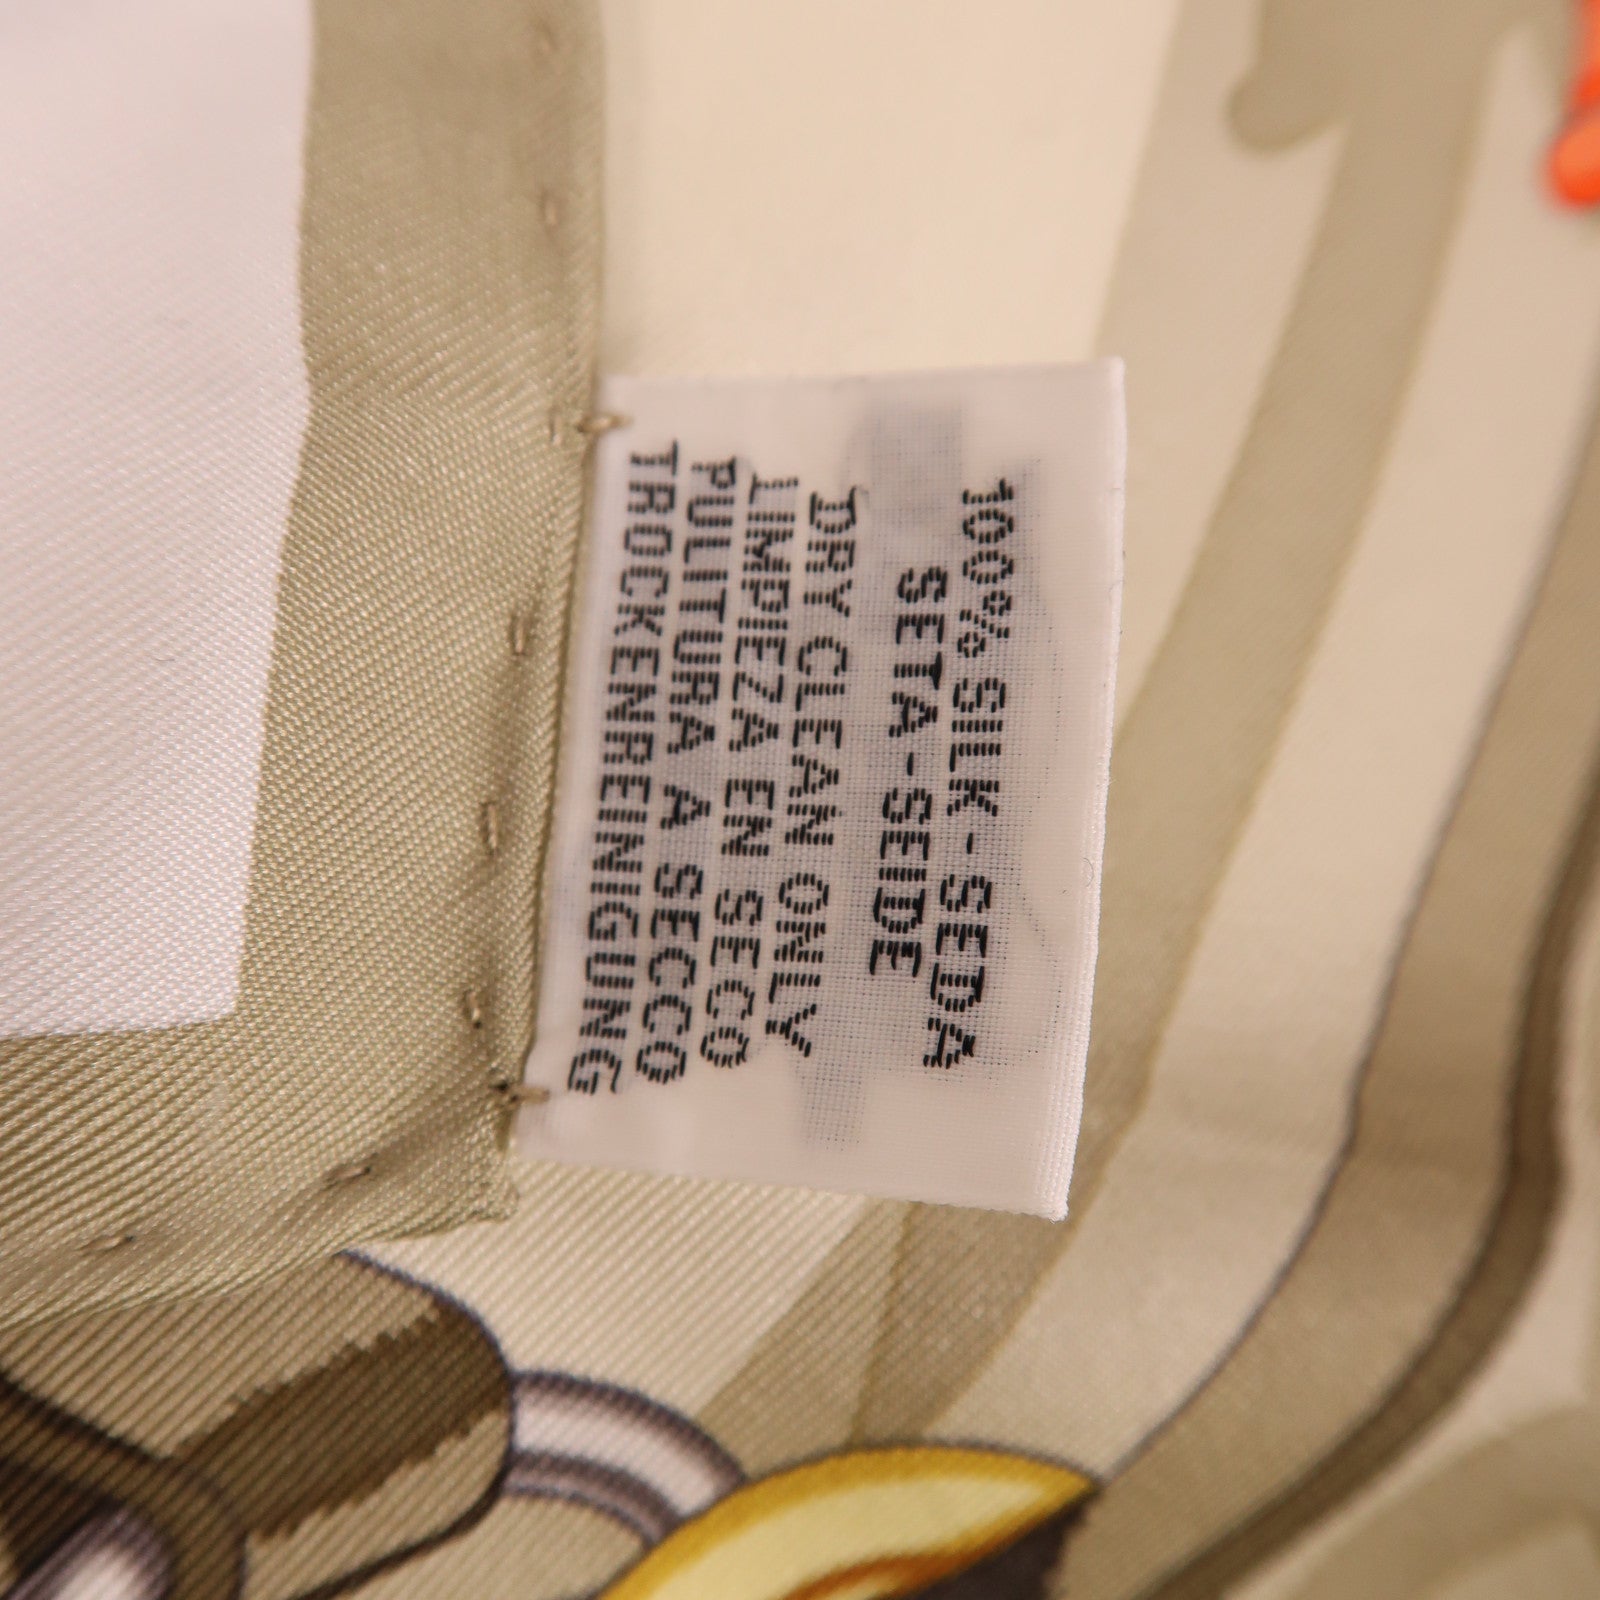 100% SILK-SEDA
SETA-SEIDE
DRY CLEAN ONLY
LIMPIEZA EN SECO
PULITURA A SECCO
TROCKENREINIGUNG